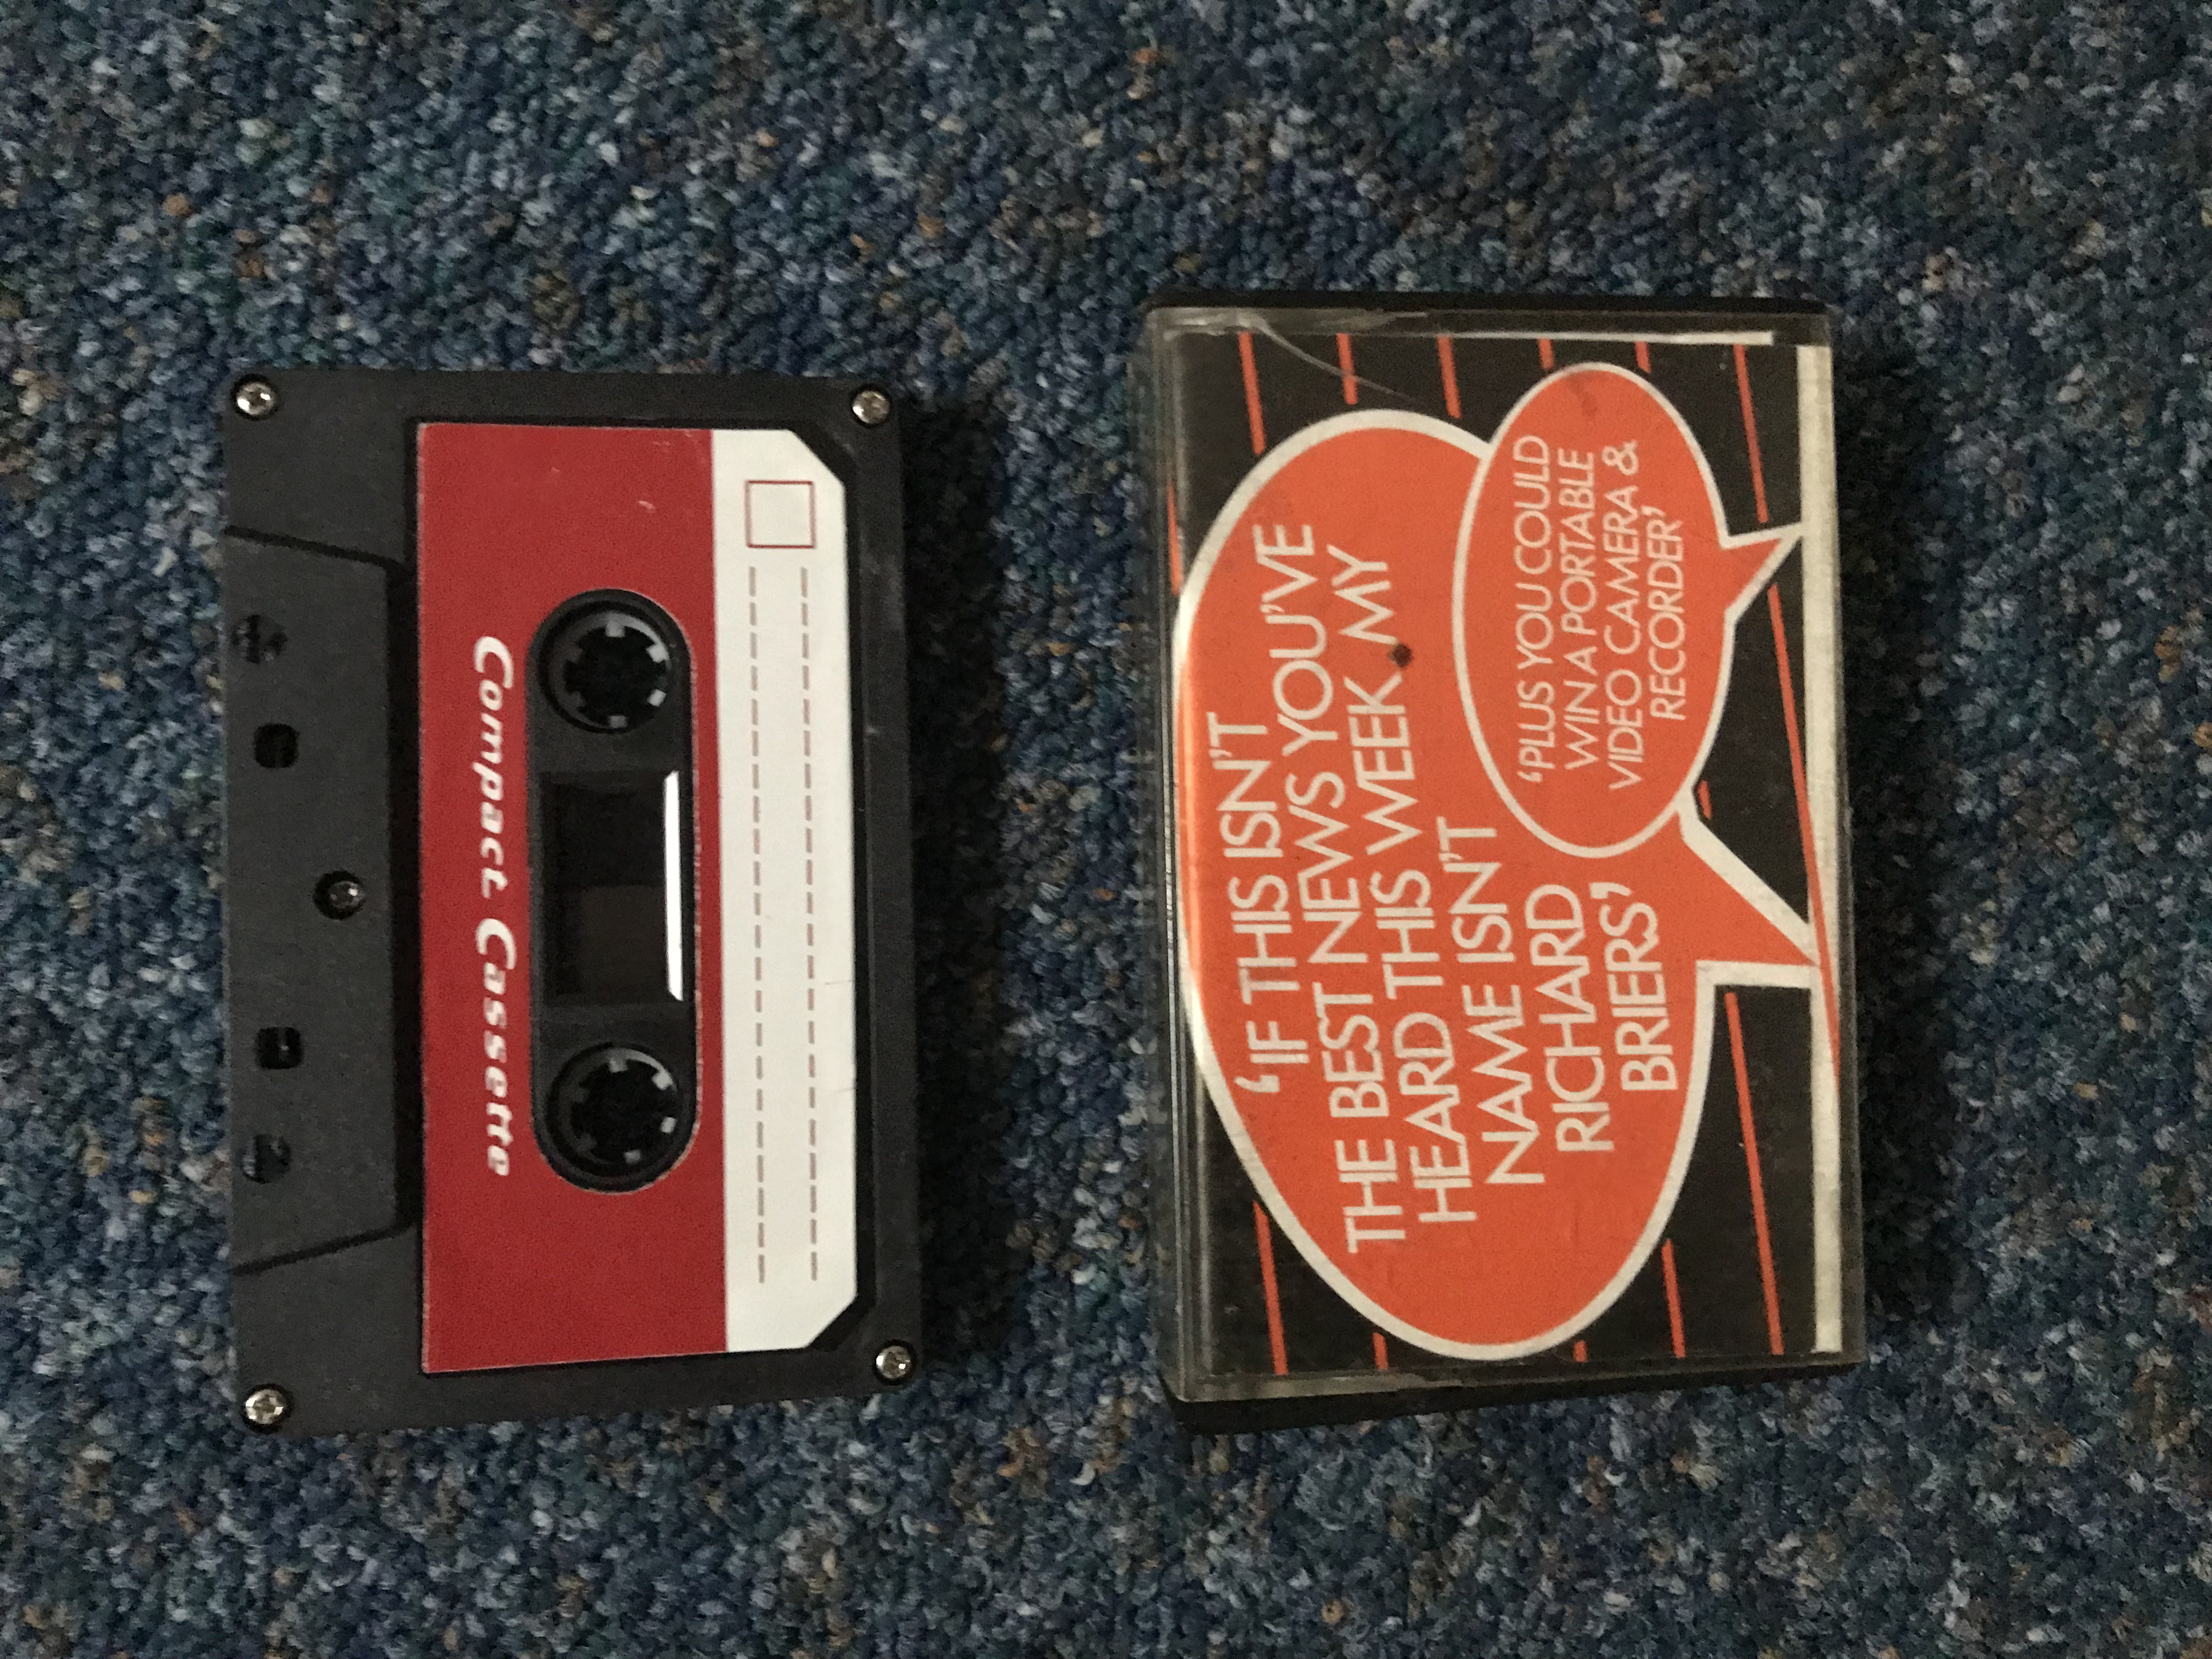 'IF THIS ISN'T
THE BEST NEWS YOU'VE
HEARD THIS WEEK MY
NAME ISN'T
RICHARD
BRIERS'
'PLUS YOU COULD
WIN A PORTABLE
VIDEO CAMERA &
RECORDER'
Compact Cassette